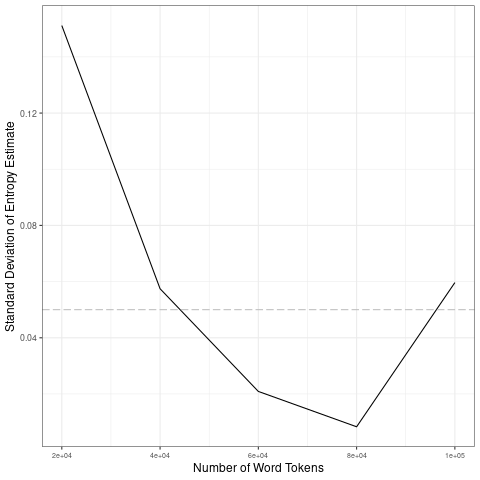 Standard Deviation of Entropy Estimate
0.12
0.08
0.04
2e+04 4e+04 6e+04 8e+04 1e+05
Number of Word Tokens